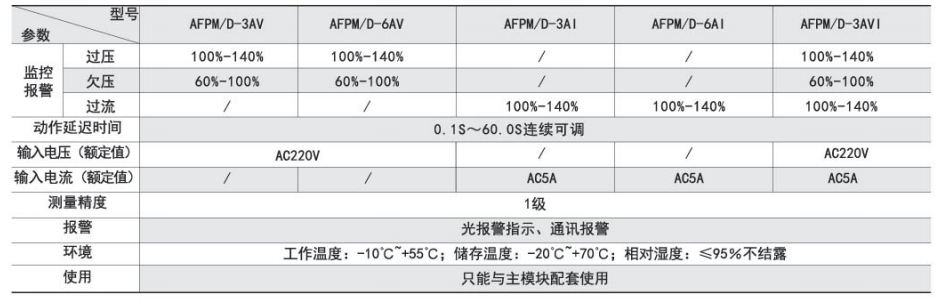 型号 AFPM/D-3AV AFPM/D-6AV AFPM/D-3AI AFPM/D-6AI AFPM/D-3AVI
参数
监控报警 过压 100%-140% 100%-140% / / 100%-140%
欠压 60%-100% 60%-100% / / 60%-100%
过流 / / 100%-140% 100%-140% 100%-140%
动作延迟时间 0.1S～60.0S连续可调
输入电压（额定值） AC220V / / AC220V
输入电流（额定值） / / AC5A AC5A AC5A
测量精度 1级
报警 光报警指示、通讯报警
环境 工作温度：-10℃~+55℃；储存温度：-20℃~+70℃；相对湿度：≤95%不结露
使用 只能与主模块配套使用